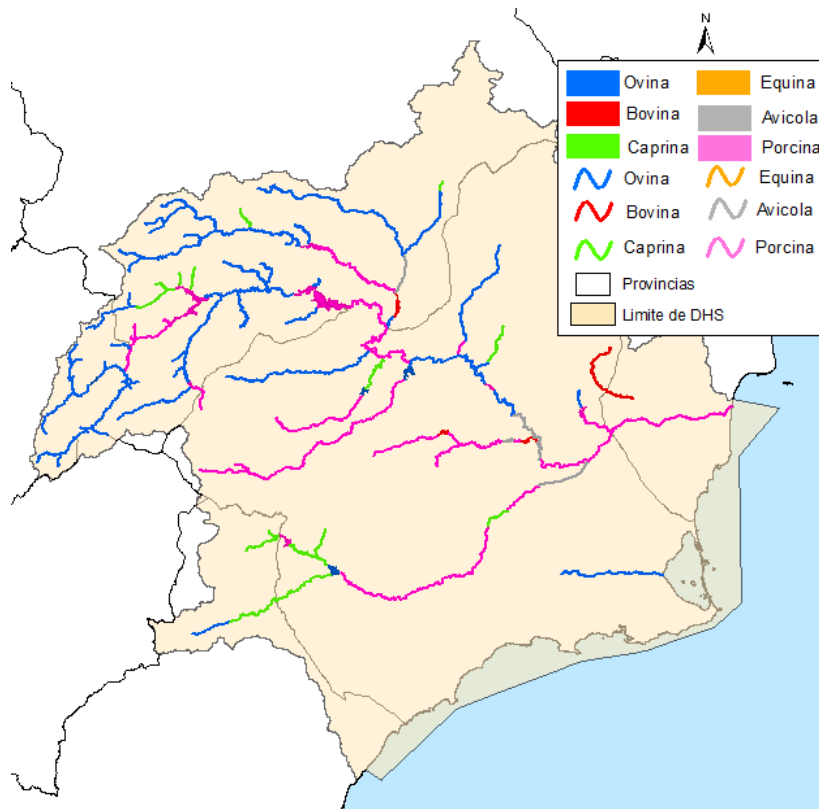 N
Ovina Equina
Bovina Avicola
Caprina Porcina
Ovina Equina
Bovina Avicola
Caprina Porcina
Provincias
Limite de DHS